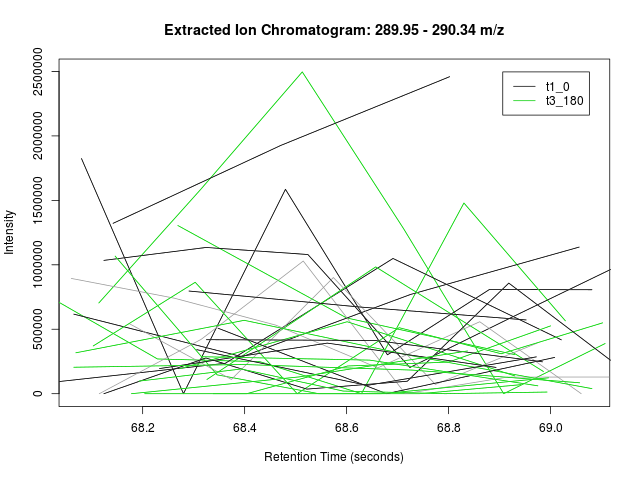 Extracted Ion Chromatogram: 289.95 - 290.34 m/z
t1_0
t3_180
Intensity
0
500000
1000000
1500000
2000000
2500000
68.2
68.4
68.6
68.8
69.0
Retention Time (seconds)